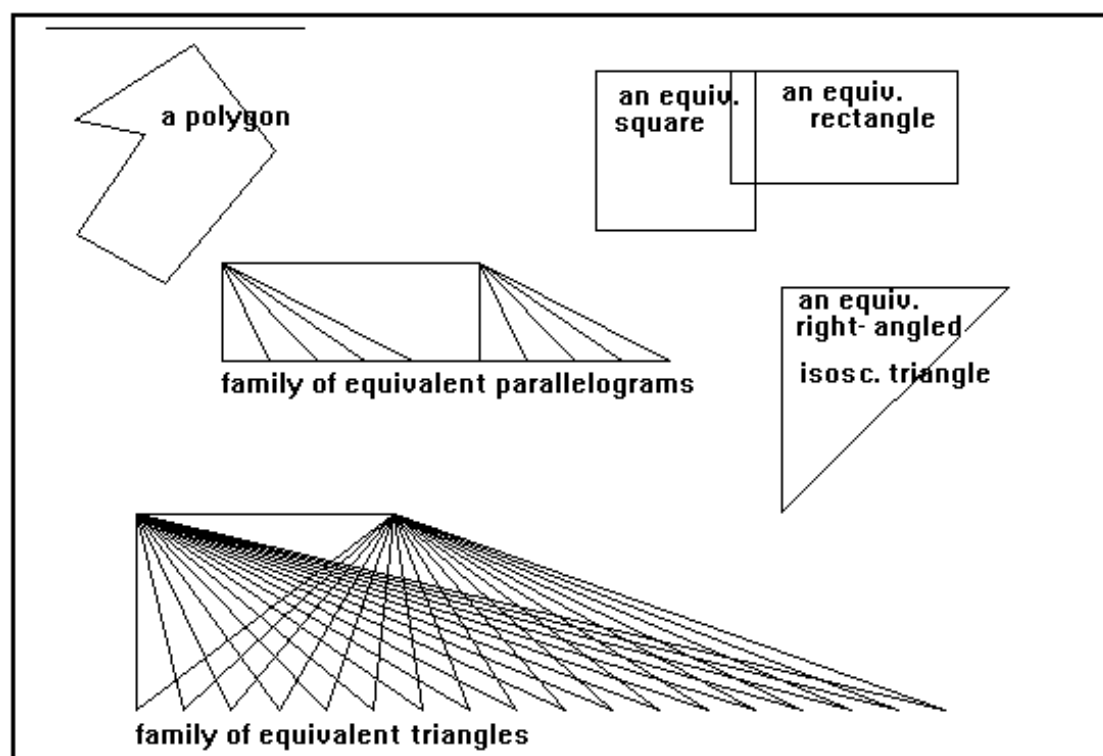 a polygon
an equiv.
square
an equiv.
rectangle
family of equivalent parallelograms
an equiv.
right- angled
isosc. triangle
family of equivalent triangles